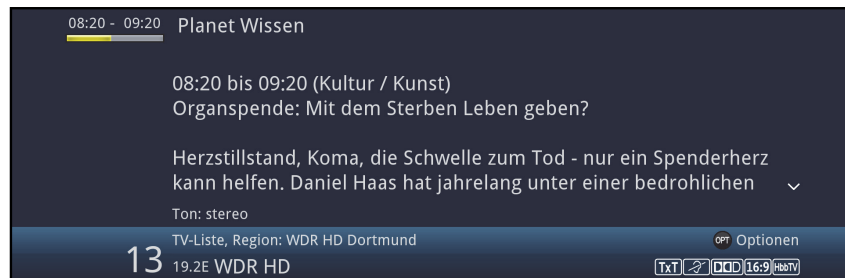 08:20 - 09:20 Planet Wissen
08:20 bis 09:20 (Kultur / Kunst)
Organspende: Mit dem Sterben Leben geben?
Herzstillstand, Koma, die Schwelle zum Tod - nur ein Spenderherz
kann helfen. Daniel Haas hat jahrelang unter einer bedrohlichen
Ton: stereo
TV-Liste, Region: WDR HD Dortmund OPT Optionen
13 19.2E WDR HD TxT 16:9 HbbTV